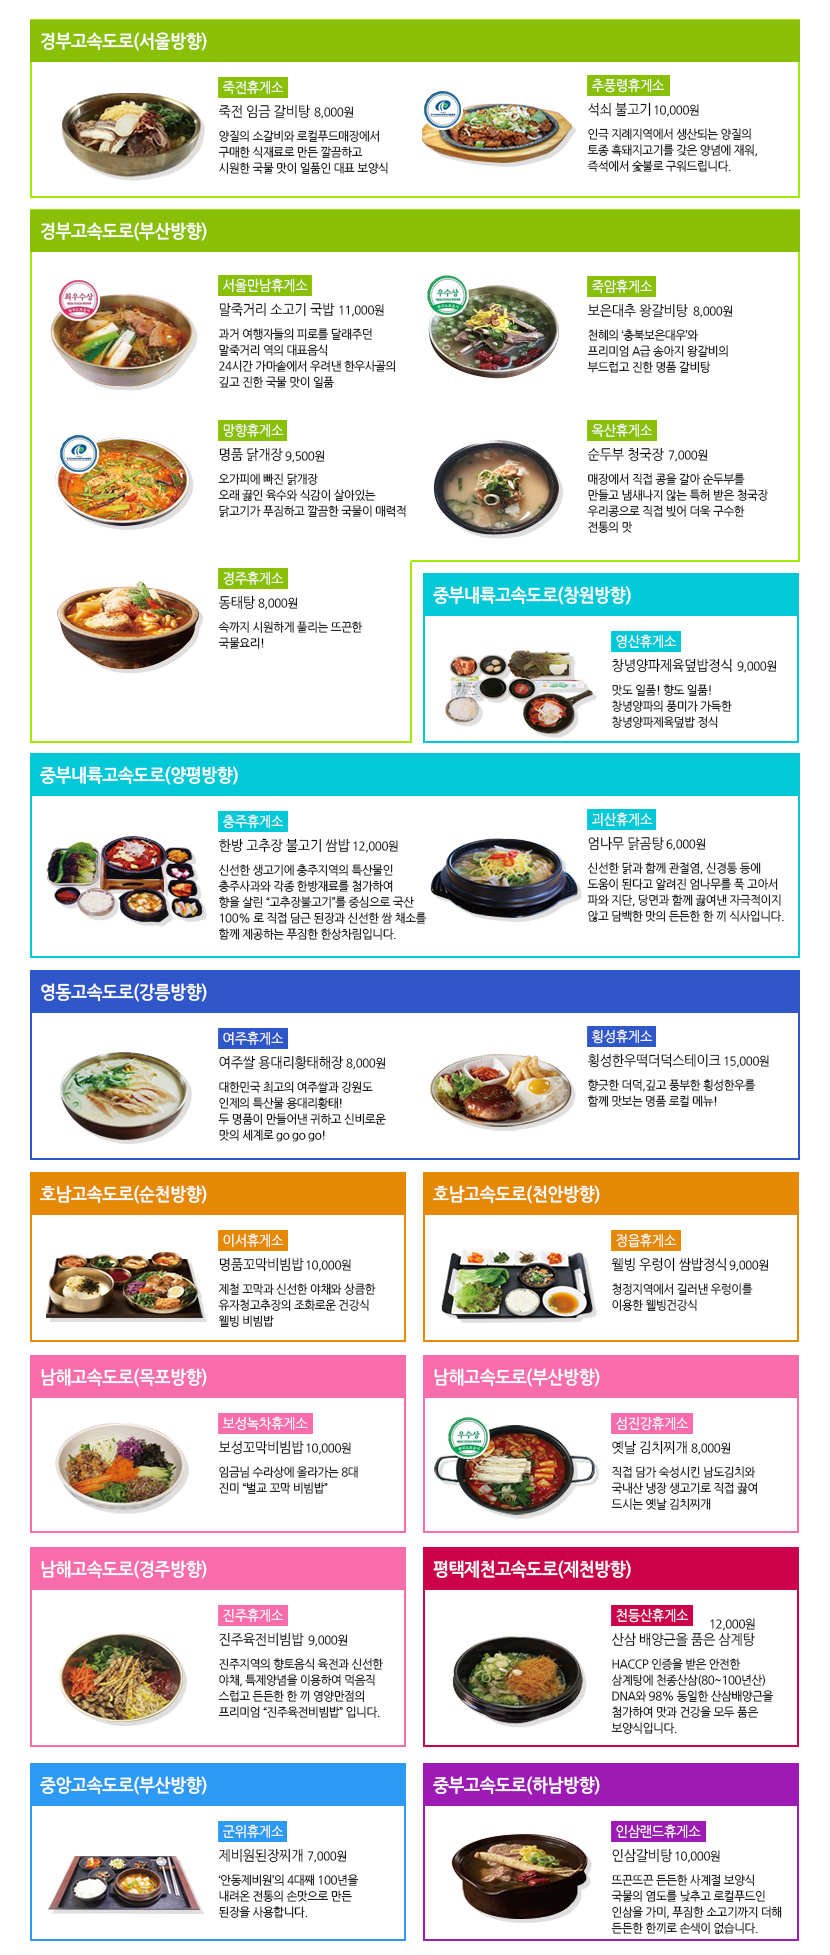 경부고속도로(서울방향)
죽전휴게소
죽전 임금 갈비탕 8,000원
양질의 소갈비와 로컬푸드매장에서
구매한 식재료로 만든 깔끔하고
시원한 국물 맛이 일품인 대표 보양식
추풍령휴게소
석쇠 불고기 10,000원
인극 지례지역에서 생산되는 양질의
토종 흑돼지고기를 갖은 양념에 재워,
즉석에서 숯불로 구워드립니다.
경부고속도로(부산방향)
최우수상
서울만남휴게소
말죽거리 소고기 국밥 11,000원
과거 여행자들의 피로를 달래주던
말죽거리 역의 대표음식
24시간 가마솥에서 우려낸 한우사골의
깊고 진한 국물 맛이 일품
우수상
죽암휴게소
보은대추 왕갈비탕 8,000원
천혜의 ‘충북보은대우’와
프리미엄 A급 송아지 왕갈비의
부드럽고 진한 명품 갈비탕
망향휴게소
명품 닭개장 9,500원
오가피에 빠진 닭개장
오래 끓인 육수와 식감이 살아있는
닭고기가 푸짐하고 깔끔한 국물이 매력적
옥산휴게소
순두부 청국장 7,000원
매장에서 직접 콩을 갈아 순두부를
만들고 냄새나지 않는 특허 받은 청국장
우리콩으로 직접 빚어 더욱 구수한
전통의 맛
경주휴게소
동태탕 8,000원
속까지 시원하게 풀리는 뜨끈한
국물요리!
중부내륙고속도로(창원방향)
영산휴게소
창녕양파제육덮밥정식 9,000원
맛도 일품! 향도 일품!
창녕양파의 풍미가 가득한
창녕양파제육덮밥 정식
중부내륙고속도로(양평방향)
충주휴게소
한방 고추장 불고기 쌈밥 12,000원
신선한 생고기에 충주지역의 특산물인
충주사과와 각종 한방재료를 첨가하여
향을 살린 “고추장불고기”를 중심으로 국산
100% 로 직접 담근 된장과 신선한 쌈 채소를
함께 제공하는 푸짐한 한상차림입니다.
괴산휴게소
엄나무 닭곰탕 6,000원
신선한 닭과 함께 관절염, 신경통 등에
도움이 된다고 알려진 엄나무를 푹 고아서
파와 지단, 당면과 함께 끓여낸 자극적이지
않고 담백한 맛의 든든한 한 끼 식사입니다.
영동고속도로(강릉방향)
여주휴게소
여주쌀 용대리황태해장 8,000원
대한민국 최고의 여주쌀과 강원도
인제의 특산물 용대리황태!
두 명품이 만들어낸 귀하고 신비로운
맛의 세계로 go go go!
횡성휴게소
횡성한우떡더덕스테이크 15,000원
향긋한 더덕,깊고 풍부한 횡성한우를
함께 맛보는 명품 로컬 메뉴!
호남고속도로(순천방향)
이서휴게소
명품꼬막비빔밥 10,000원
제철 꼬막과 신선한 야채와 상큼한
유자청고추장의 조화로운 건강식
웰빙 비빔밥
호남고속도로(천안방향)
정읍휴게소
웰빙 우렁이 쌈밥정식 9,000원
청정지역에서 길러낸 우렁이를
이용한 웰빙건강식
남해고속도로(목포방향)
보성녹차휴게소
보성꼬막비빔밥 10,000원
임금님 수라상에 올라가는 8대
진미 “벌교 꼬막 비빔밥”
남해고속도로(부산방향)
우수상
섬진강휴게소
옛날 김치찌개 8,000원
직접 담가 숙성시킨 남도김치와
국내산 냉장 생고기로 직접 끓여
드시는 옛날 김치찌개
남해고속도로(경주방향)
진주휴게소
진주육전비빔밥 9,000원
진주지역의 향토음식 육전과 신선한
야채, 특제양념을 이용하여 먹음직
스럽고 든든한 한 끼 영양만점의
프리미엄 “진주육전비빔밥” 입니다.
평택제천고속도로(제천방향)
천등산휴게소
12,000원
산삼 배양근을 품은 삼계탕
HACCP 인증을 받은 안전한
삼계탕에 천종산삼(80~100년산)
DNA와 98% 동일한 산삼배양근을
첨가하여 맛과 건강을 모두 품은
보양식입니다.
중앙고속도로(부산방향)
군위휴게소
제비원된장찌개 7,000원
‘안동제비원’의 4대째 100년을
내려온 전통의 손맛으로 만든
된장을 사용합니다.
중부고속도로(하남방향)
인삼랜드휴게소
인삼갈비탕 10,000원
뜨끈뜨끈 든든한 사계절 보양식
국물의 염도를 낮추고 로컬푸드인
인삼을 가미, 푸짐한 소고기까지 더해
든든한 한끼로 손색이 없습니다.